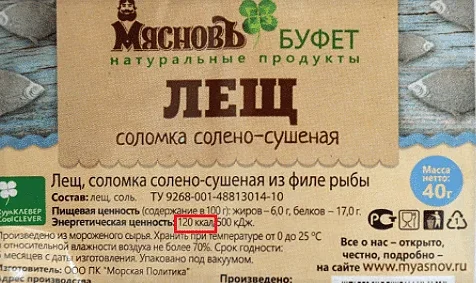 МЯСНОВЪ БУФЕТ
натуральные продукты
ЛЕЩ
соломка солено-сушеная
Лещ, соломка солено-сушеная из филе рыбы
Состав: лещ, соль. ТУ 9268-001-48813014-10
Пищевая ценность (содержание в 100 г): жиров – 6,0 г, белков – 17,0 г.
Энергетическая ценность: 120 ккал, 500 кДж.
Произведено из мороженого сырья. Хранить при температуре от 0 до 25 °С
и относительной влажности воздуха не более 70%. Срок годности:
месяцев с даты изготовления. Упаковано под вакуумом.
Изготовитель: ООО ПК "Морская Политика"
Масса
нетто
40г
КЛЕВЕР
CoolCLEVER
РС
Все о нас – открыто,
честно, подробно –
на сайте www.myasnov.ru